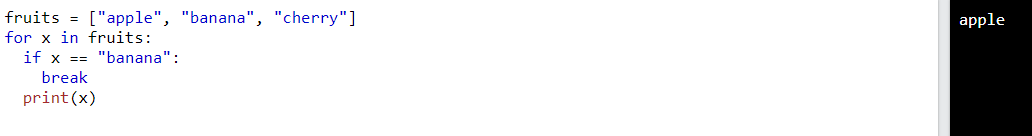 fruits = ["apple", "banana", "cherry"]
for x in fruits:
  if x == "banana":
    break
  print(x)
apple